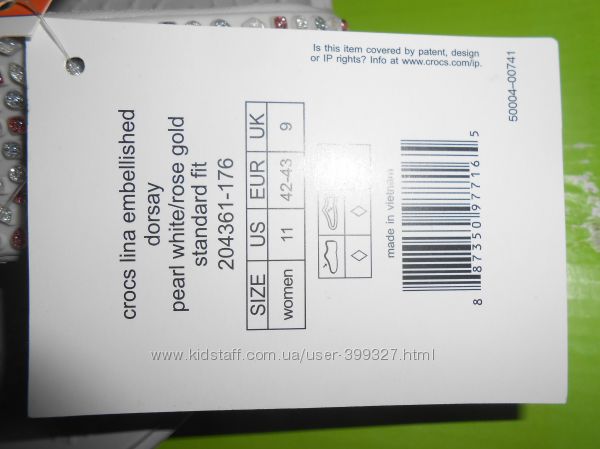 Is this item covered by patent, design
or IP rights? Info at www.crocs.com/ip.
50004-00741
crocs lina embellished
dorsay
pearl white/rose gold
standard fit
204361-176
SIZE US EUR UK
women 11 42-43 9
made in vietnam
8 87350 97716 5
www.kidstaff.com.ua/user-399327.html